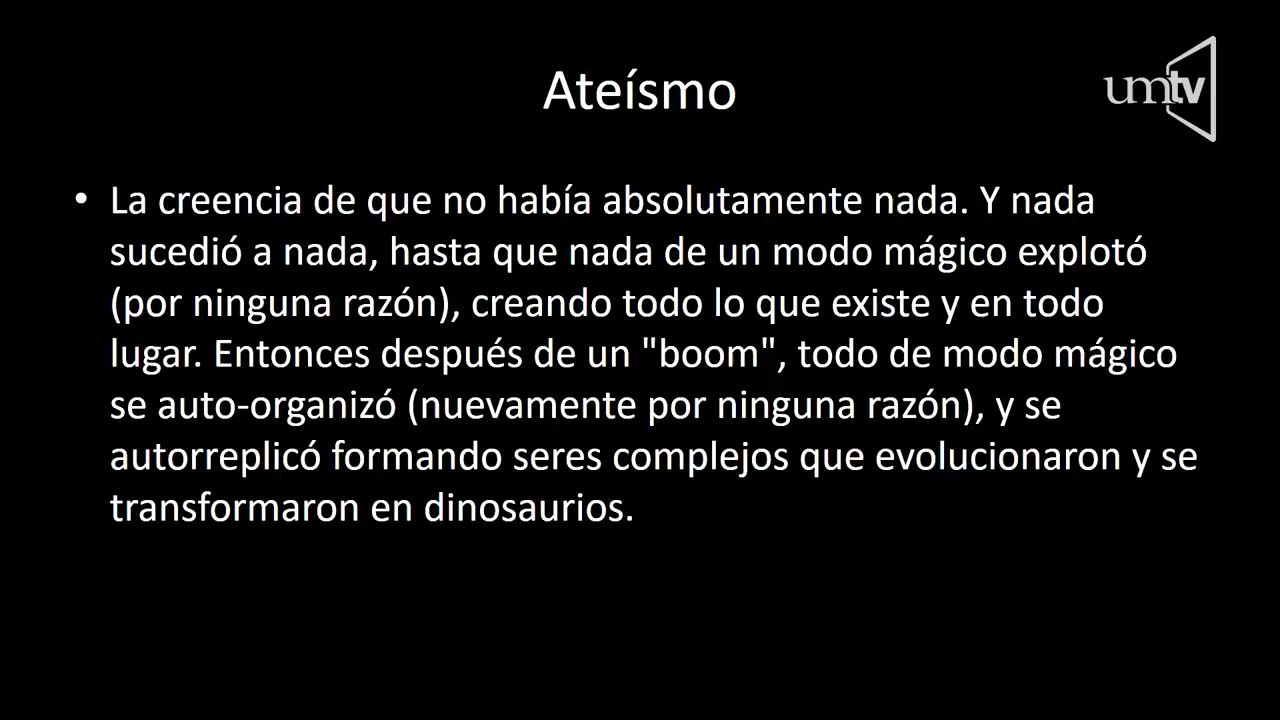 Ateísmo
umtv
• La creencia de que no había absolutamente nada. Y nada
sucedió a nada, hasta que nada de un modo mágico explotó
(por ninguna razón), creando todo lo que existe y en todo
lugar. Entonces después de un "boom", todo de modo mágico
se auto-organizó (nuevamente por ninguna razón), y se
autorreplicó formando seres complejos que evolucionaron y se
transformaron en dinosaurios.